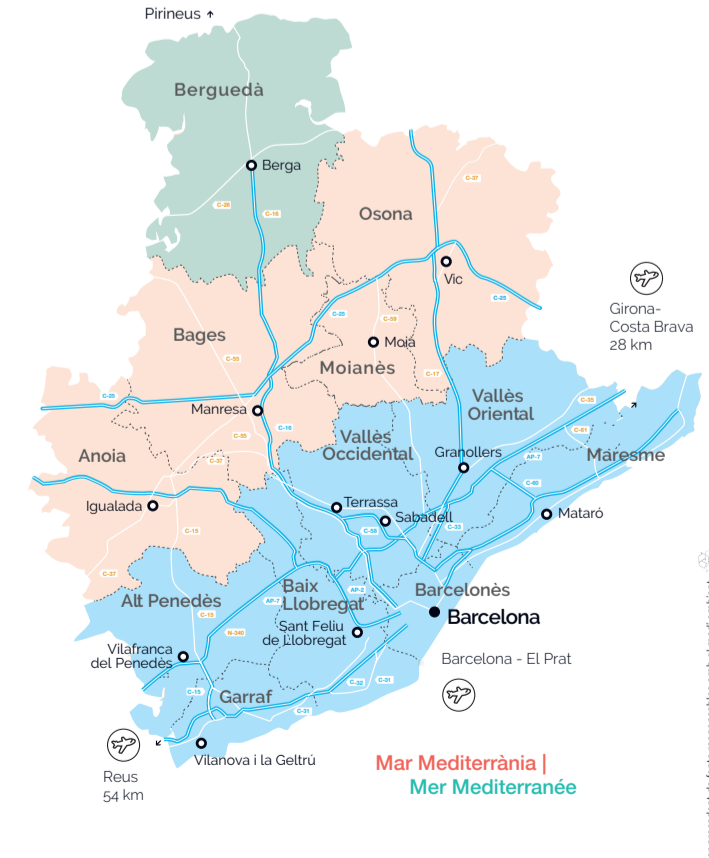 Pirineus ↑
Berguedà
Berga
C-26
C-16
C-37
Osona
Vic
C-25
Girona-
Costa Brava
28 km
C-25
C-59
Bages
Moià
C-55
Moianès
C-17
C-25
Manresa
Vallès
Oriental
C-35
C-16
C-55
Vallès
Occidental
C-61
Anoia
C-37
Granollers
AP-7
Maresme
C-60
Igualada
Terrassa
Sabadell
Mataró
C-58
C-33
C-15
C-37
Alt Penedès
AP-7
Baix
Llobregat
AP-2
Barcelonès
C-15
Barcelona
N-340
Sant Feliu
de Llobregat
Vilafranca
del Penedès
Barcelona - El Prat
C-15
Garraf
C-32
C-31
C-31
Vilanova i la Geltrú
Reus
54 km
Mar Mediterrània |
Mer Mediterranée